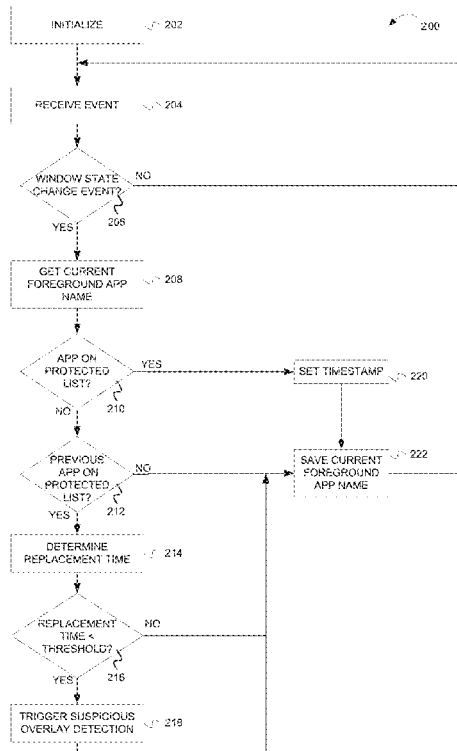 INITIALIZE
202
200
RECEIVE EVENT
204
WINDOW STATE
CHANGE EVENT?
NO
206
YES
GET CURRENT
FOREGROUND APP
NAME
208
APP ON
PROTECTED
LIST?
YES
210
NO
SET TIMESTAMP
220
PREVIOUS
APP ON
PROTECTED
LIST?
NO
212
YES
SAVE CURRENT
FOREGROUND
APP NAME
222
DETERMINE
REPLACEMENT TIME
214
REPLACEMENT
TIME <
THRESHOLD?
NO
216
YES
TRIGGER SUSPICIOUS
OVERLAY DETECTION
218